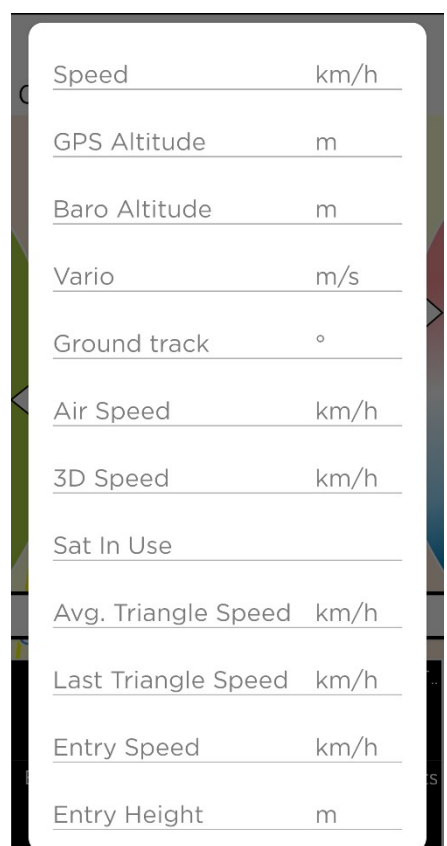 Speed km/h
GPS Altitude m
Baro Altitude m
Vario m/s
Ground track °
Air Speed km/h
3D Speed km/h
Sat In Use
Avg. Triangle Speed km/h
Last Triangle Speed km/h
Entry Speed km/h
Entry Height m